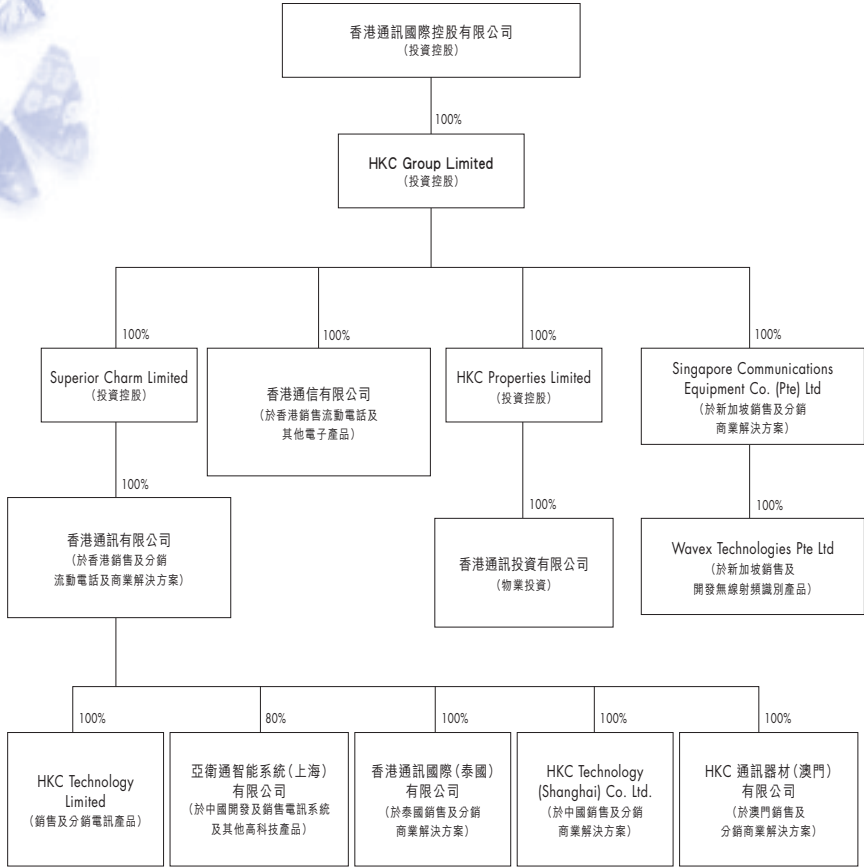 香港通訊國際控股有限公司
（投資控股）
100%
HKC Group Limited
（投資控股）
100%
100%
100%
100%
Superior Charm Limited
（投資控股）
香港通信有限公司
（於香港銷售流動電話及
其他電子產品）
HKC Properties Limited
（投資控股）
Singapore Communications
Equipment Co. (Pte) Ltd
（於新加坡銷售及分銷
商業解決方案）
100%
100%
100%
香港通訊有限公司
（於香港銷售及分銷
流動電話及商業解決方案）
香港通訊投資有限公司
（物業投資）
Wavex Technologies Pte Ltd
（於新加坡銷售及
開發無線射頻識別產品）
100%
80%
100%
100%
100%
HKC Technology
Limited
（銷售及分銷電訊產品）
亞衛通智能系統（上海）
有限公司
（於中國開發及銷售電訊系統
及其他高科技產品）
香港通訊國際（泰國）
有限公司
（於泰國銷售及分銷
商業解決方案）
HKC Technology
(Shanghai) Co. Ltd.
（於中國銷售及分銷
商業解決方案）
HKC 通訊器材（澳門）
有限公司
（於澳門銷售及
分銷商業解決方案）